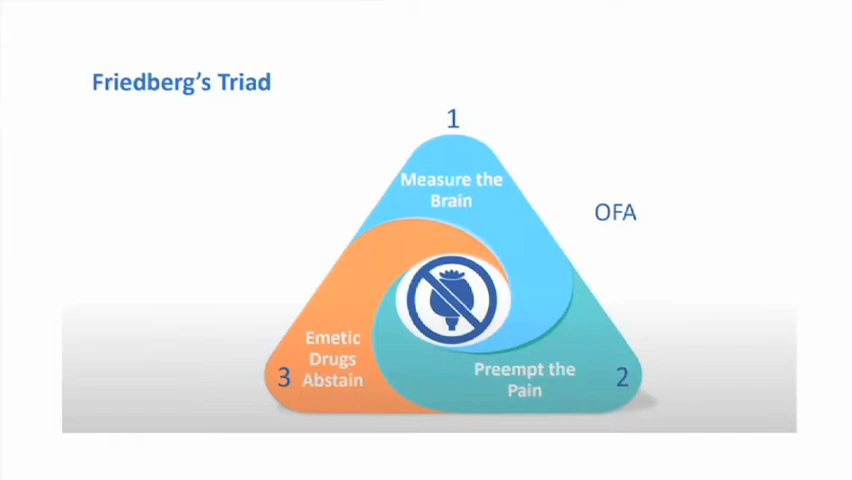 Friedberg's Triad
1
Measure the
Brain
OFA
Emetic
Drugs
Abstain
3
Preempt the
Pain
2